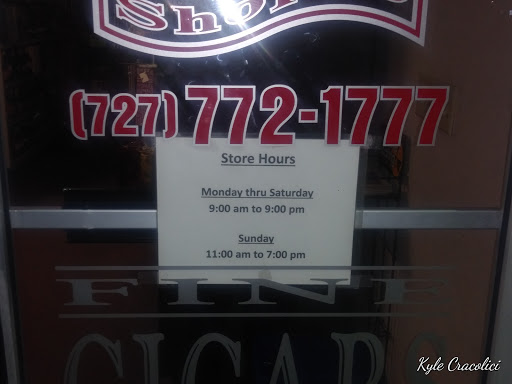 (727) 772-1777
Store Hours
Monday thru Saturday
9:00 am to 9:00 pm
Sunday
11:00 am to 7:00 pm
FINE
CIGARS
Kyle Cracolici